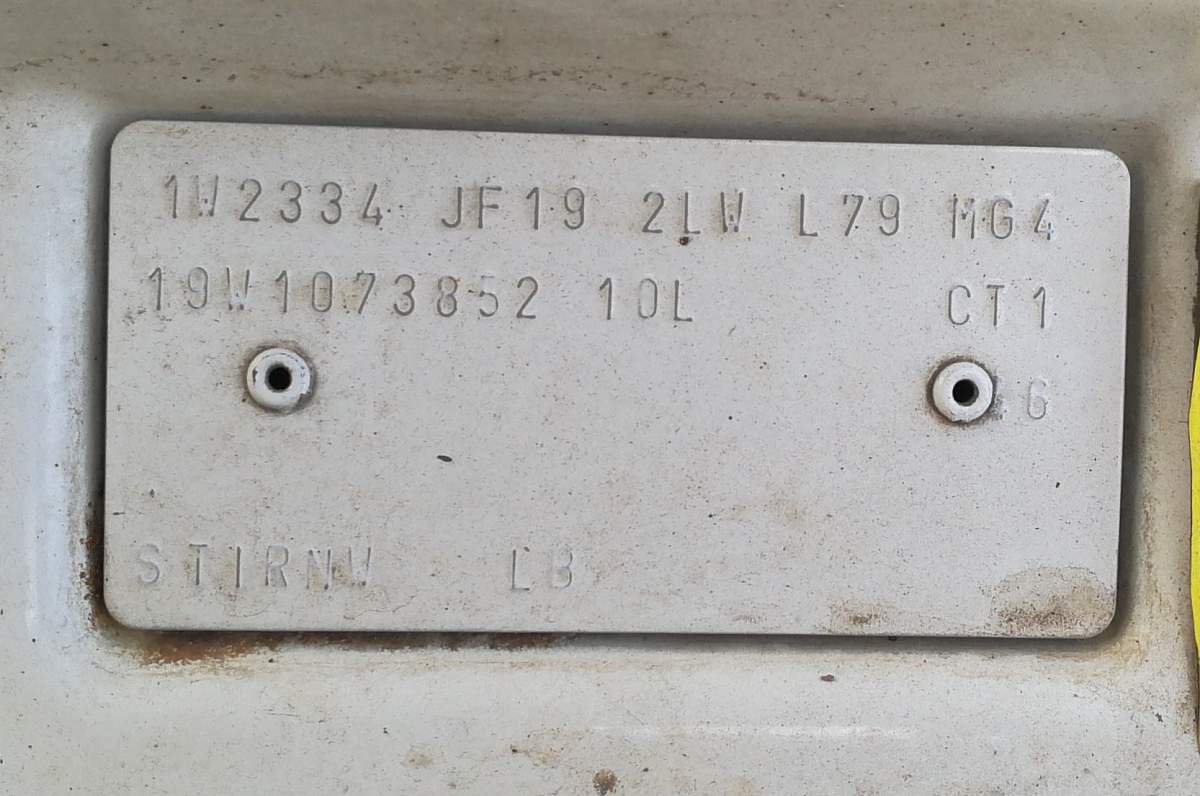 1W2334 JF19 2LW L79 MG4
19W1073852 10L CT1
G
STIRNW LB